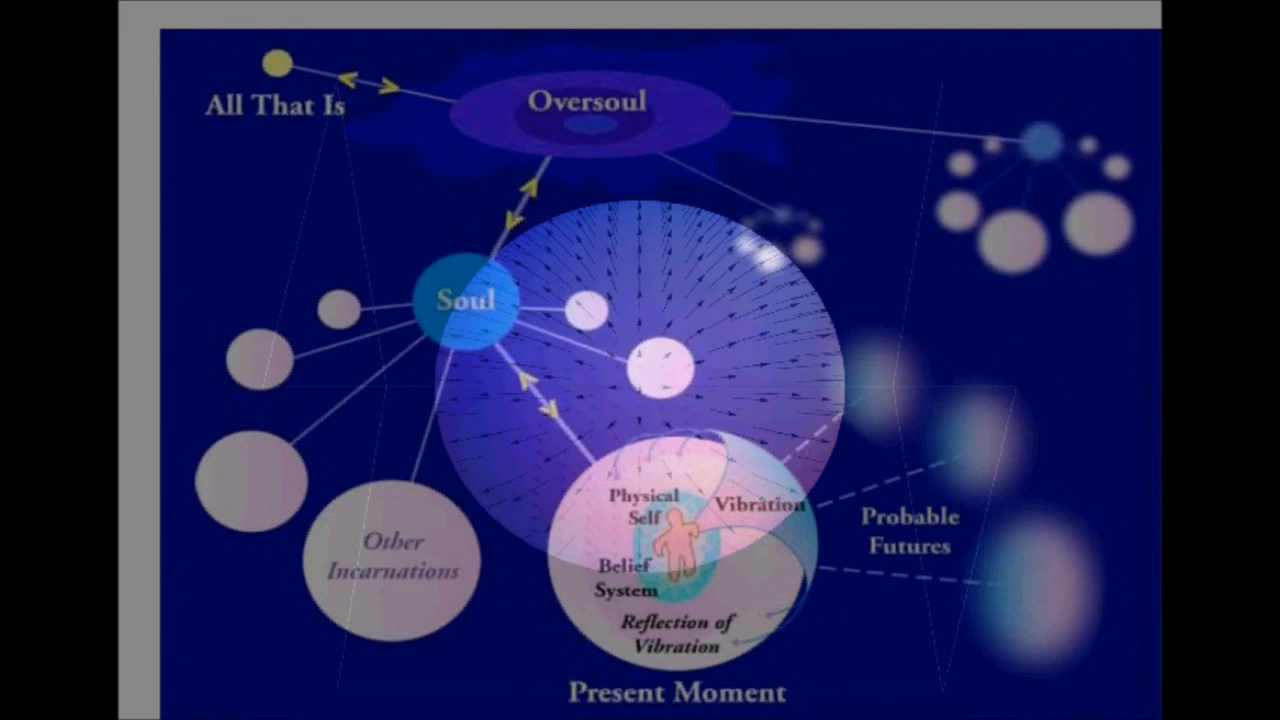 All That Is
Oversoul
Soul
Other
Incarnations
Physical
Self
Vibration
Belief
System
Reflection of
Vibration
Probable
Futures
Present Moment